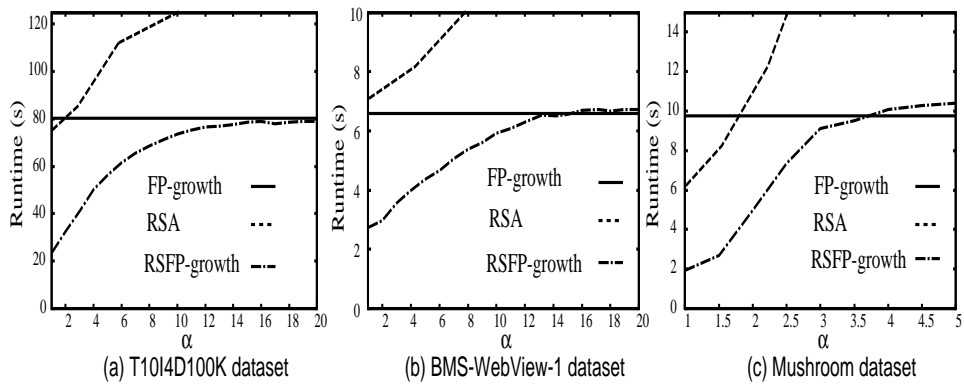 120
100
80
60
40
20
0
Runtime (s)
FP-growth
RSA
RSFP-growth
2 4 6 8 10 12 14 16 18 20
α
(a) T10I4D100K dataset
10
8
6
4
2
0
Runtime (s)
FP-growth
RSA
RSFP-growth
2 4 6 8 10 12 14 16 18 20
α
(b) BMS-WebView-1 dataset
14
12
10
8
6
4
2
0
Runtime (s)
FP-growth
RSA
RSFP-growth
1 1.5 2 2.5 3 3.5 4 4.5 5
α
(c) Mushroom dataset